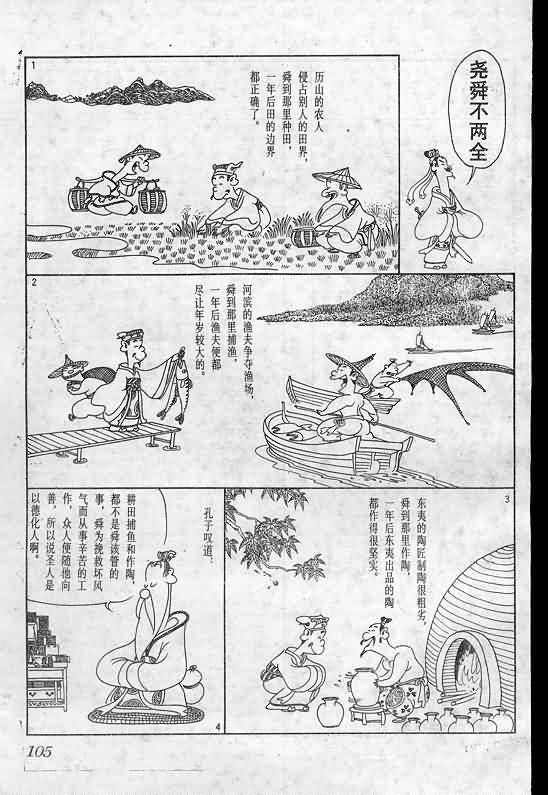 尧舜不两全
1
历山的农人
侵占别人的田界，
舜到那里种田，
一年后田的边界
都正确了。
2
河滨的渔夫争夺渔场，
舜到那里捕渔，
一年后渔夫便都
尽让年岁较大的。
3
东夷的陶匠制陶很粗劣。
舜到那里作陶，
一年后东夷出品的陶
都作得很坚实。
孔子叹道：
耕田捕鱼和作陶，
都不是舜该管的
事，舜为挽救坏风
气而从事辛苦的工
作，众人便随他向
善，所以说圣人是
以德化人啊。
4
105